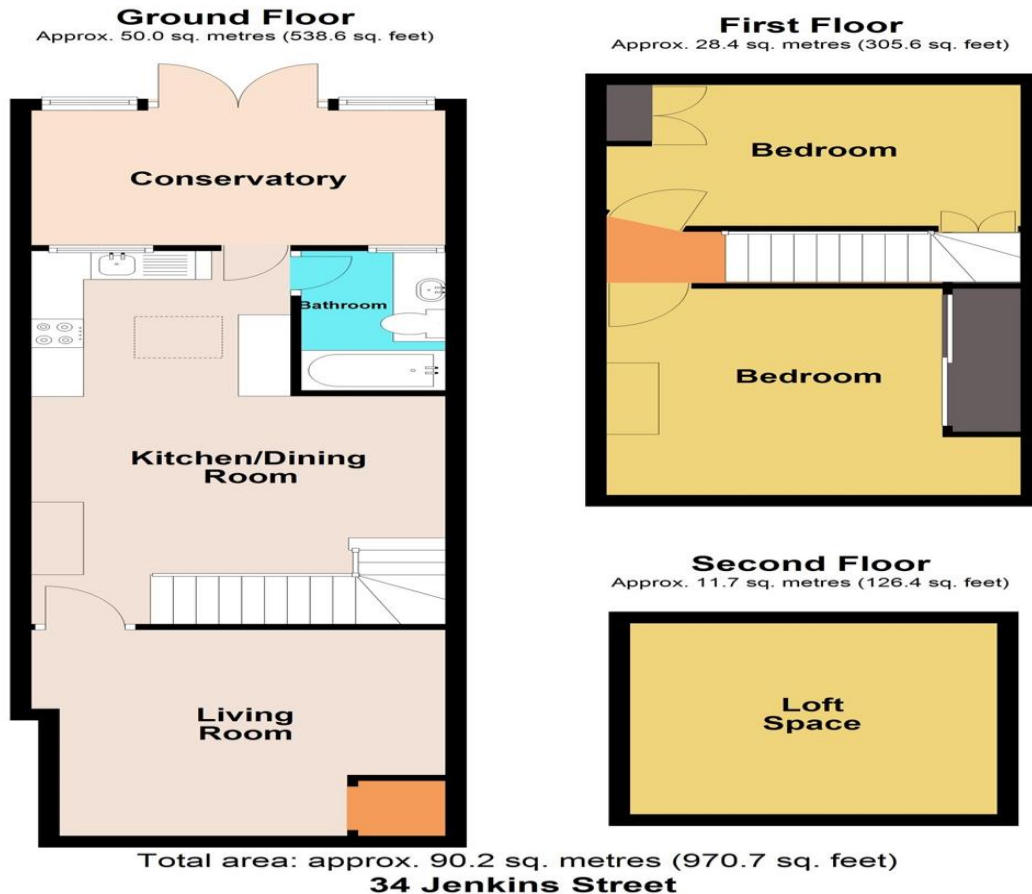 Ground Floor
Approx. 50.0 sq. metres (538.6 sq. feet)
Conservatory
Bathroom
Kitchen/Dining
Room
Living
Room
First Floor
Approx. 28.4 sq. metres (305.6 sq. feet)
Bedroom
Bedroom
Second Floor
Approx. 11.7 sq. metres (126.4 sq. feet)
Loft
Space
Total area: approx. 90.2 sq. metres (970.7 sq. feet)
34 Jenkins Street